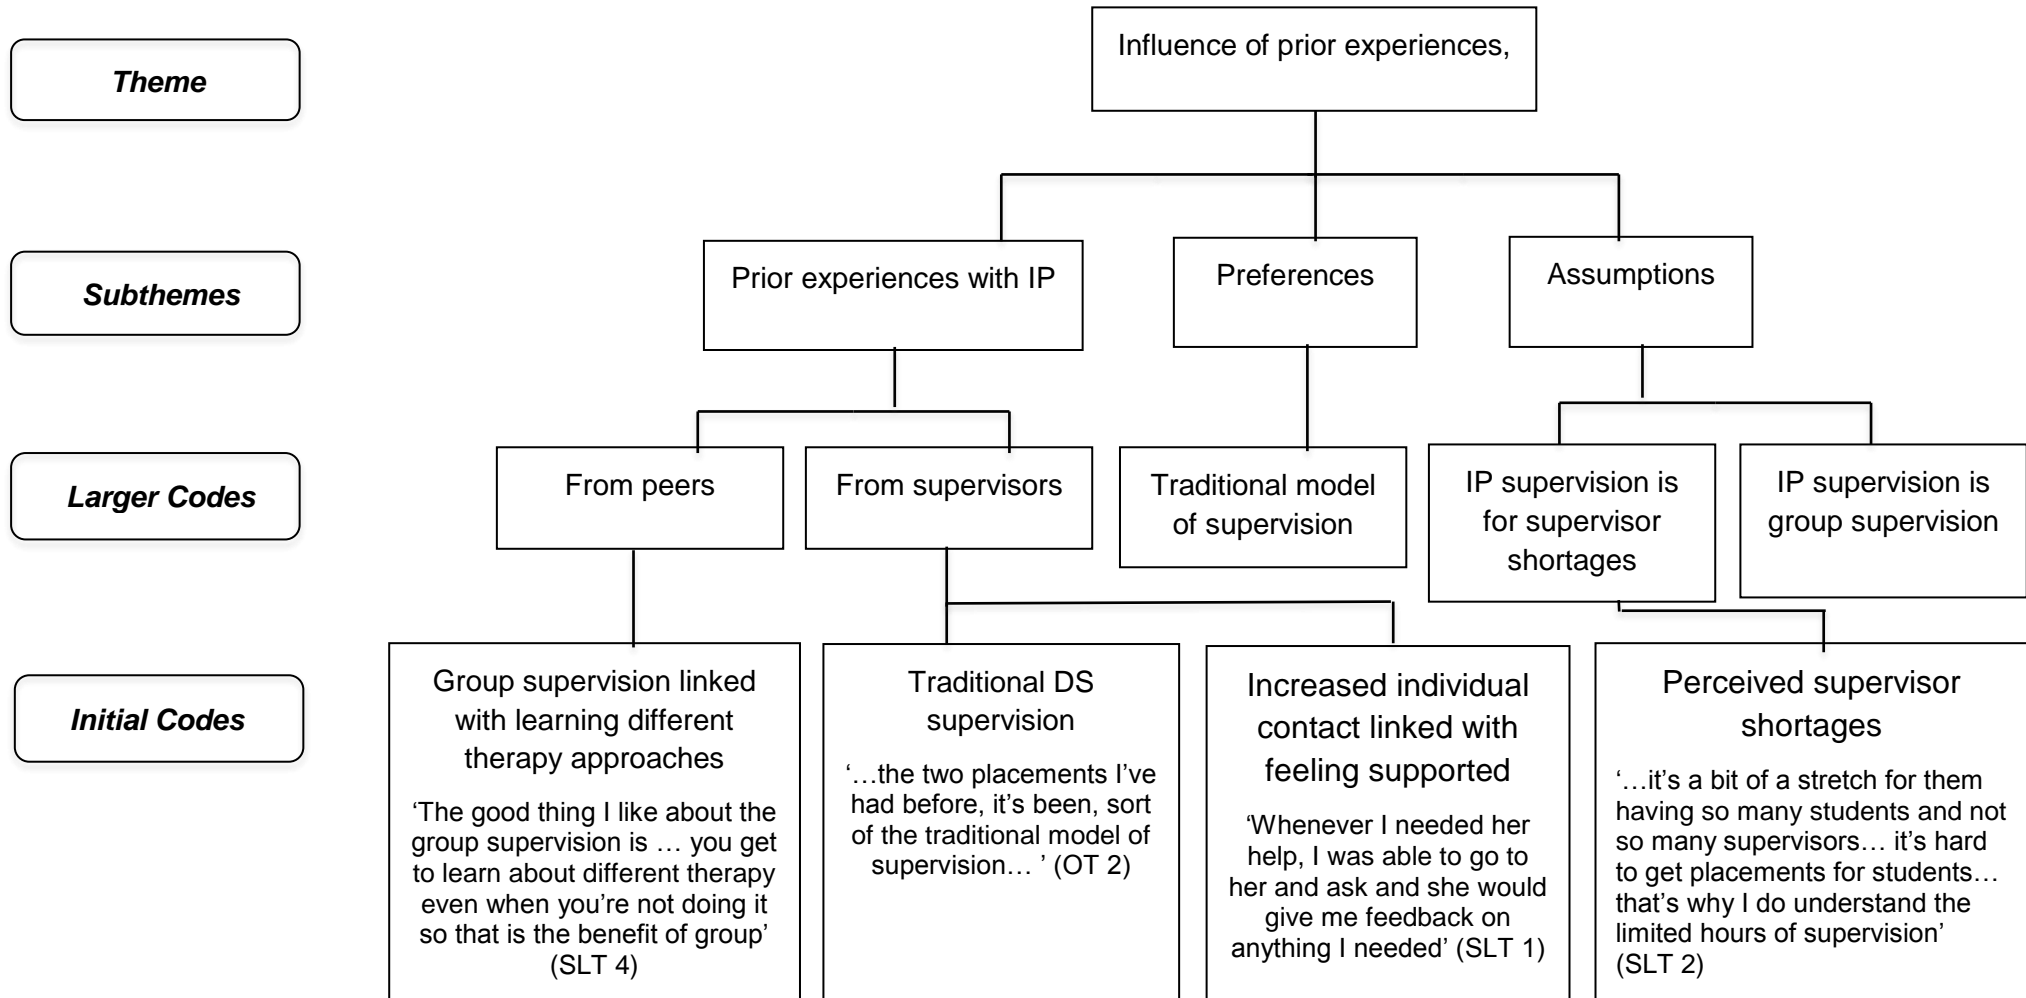 Theme
Influence of prior experiences,
Subthemes
Prior experiences with IP
Preferences
Assumptions
Larger Codes
From peers
From supervisors
Traditional model
of supervision
IP supervision is
for supervisor
shortages
IP supervision is
group supervision
Initial Codes
Group supervision linked
with learning different
therapy approaches
‘The good thing I like about the
group supervision is … you get
to learn about different therapy
even when you’re not doing it
so that is the benefit of group’
(SLT 4)
Traditional DS
supervision
‘…the two placements I’ve
had before, it’s been, sort
of the traditional model of
supervision… ’ (OT 2)
Increased individual
contact linked with
feeling supported
‘Whenever I needed her
help, I was able to go to
her and ask and she would
give me feedback on
anything I needed’ (SLT 1)
Perceived supervisor
shortages
‘…it’s a bit of a stretch for them
having so many students and not
so many supervisors… it’s hard
to get placements for students…
that’s why I do understand the
limited hours of supervision’
(SLT 2)